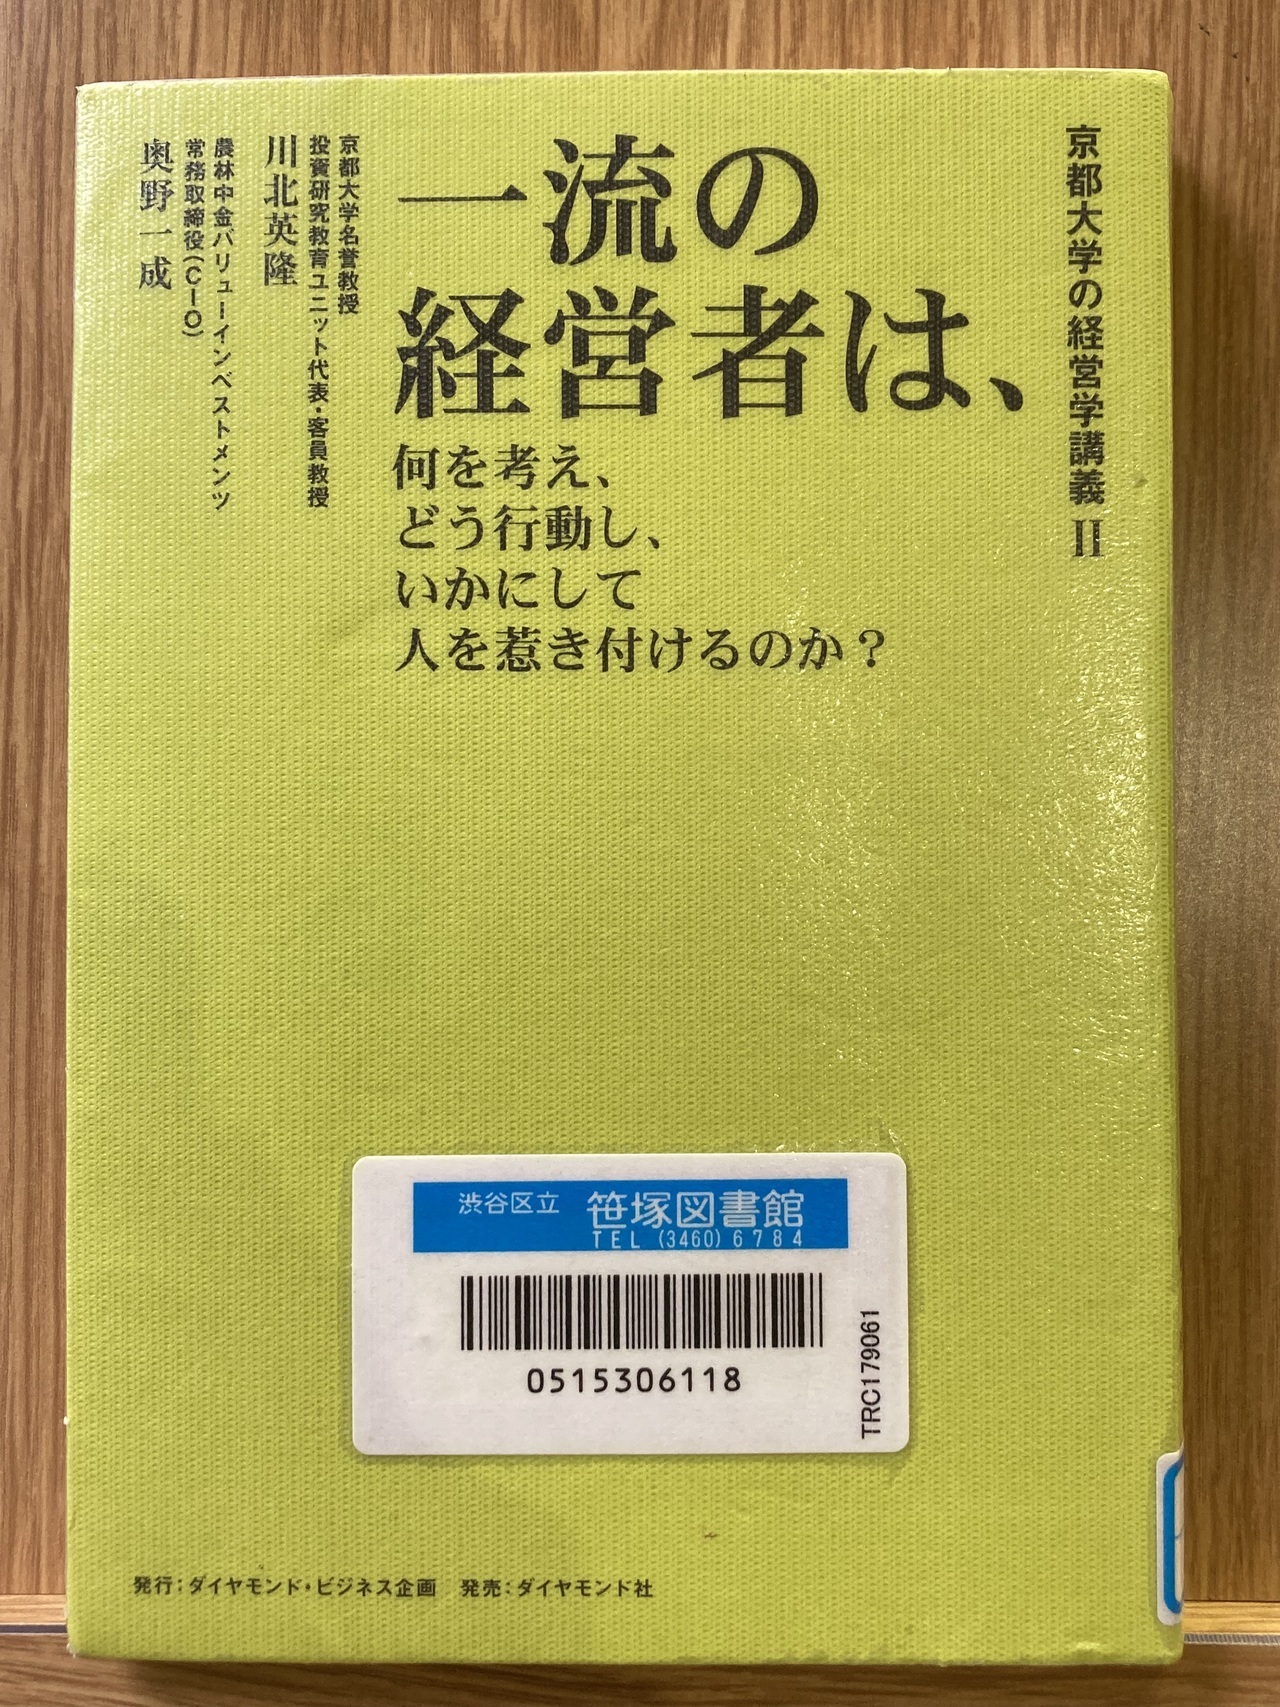 京都大学の経営学講義 II
一流の
経営者は、
何を考え、
どう行動し、
いかにして
人を惹き付けるのか？
京都大学名誉教授
投資研究教育ユニット代表・客員教授
川北英隆
農林中金バリューインベストメンツ
常務取締役(CIO)
奥野一成
渋谷区立 笹塚図書館
TEL (3460) 6784
0515306118
TRC179061
発行：ダイヤモンド・ビジネス企画 発売：ダイヤモンド社